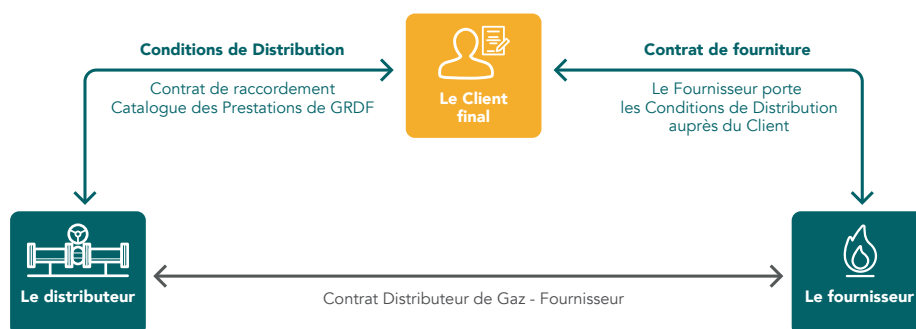 Conditions de Distribution
Contrat de raccordement
Catalogue des Prestations de GRDF
Le Client
final
Contrat de fourniture
Le Fournisseur porte
les Conditions de Distribution
auprès du Client
Le distributeur
Contrat Distributeur de Gaz - Fournisseur
Le fournisseur